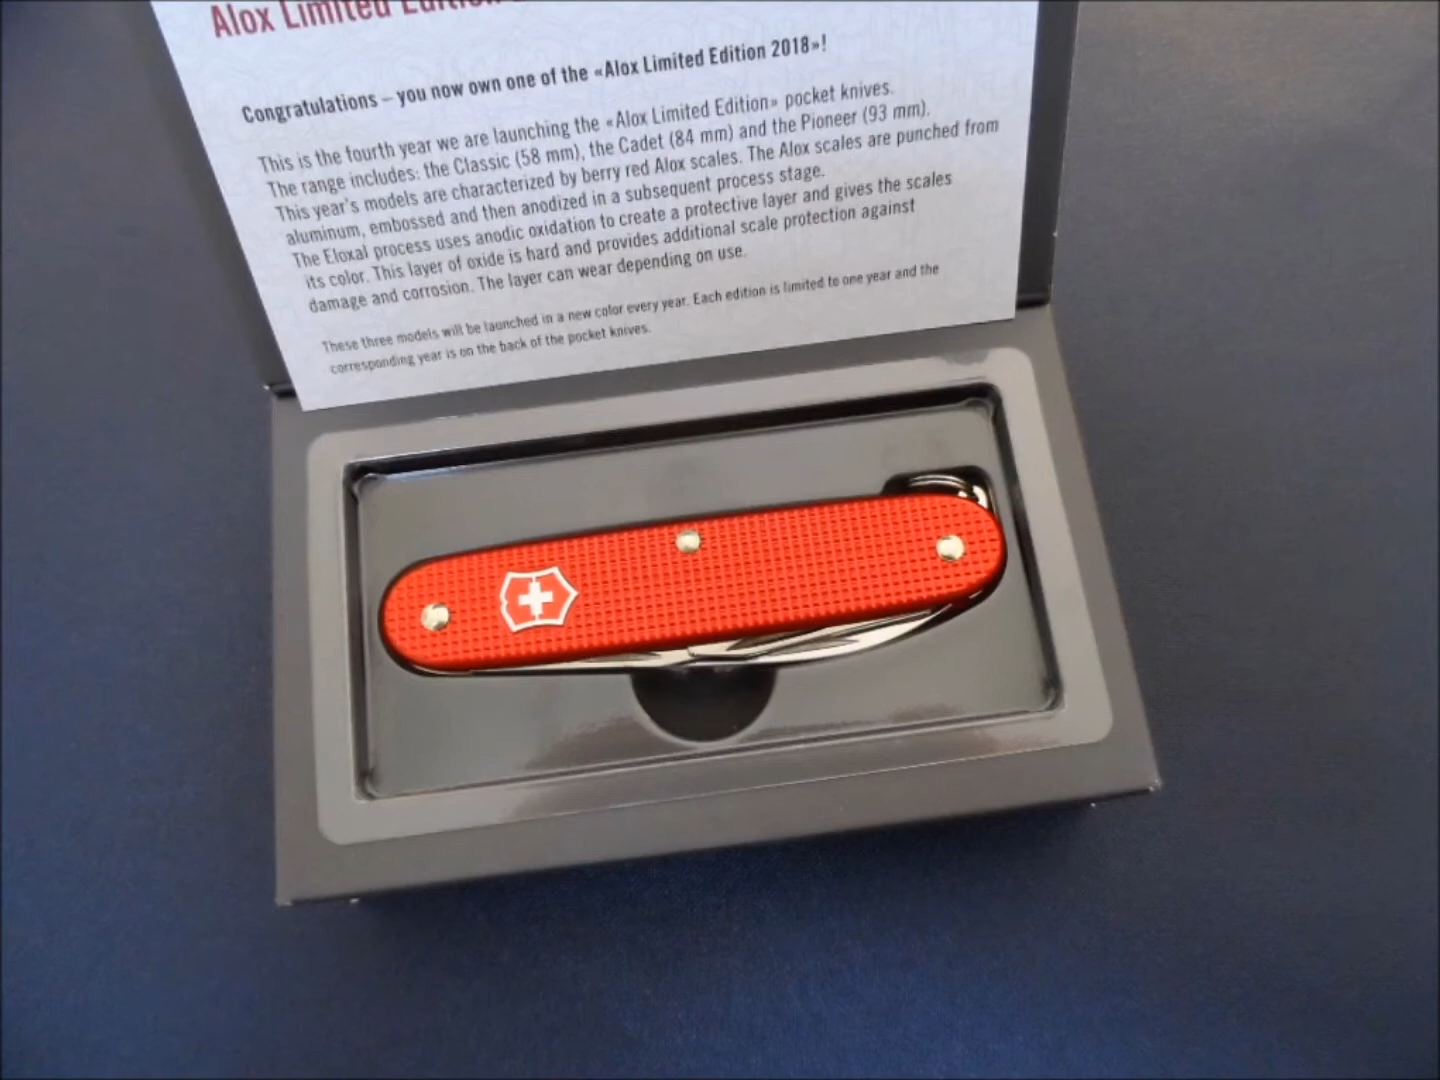 Alox Limited Edition
Congratulations – you now own one of the «Alox Limited Edition 2018»!
This is the fourth year we are launching the «Alox Limited Edition» pocket knives.
The range includes: the Classic (58 mm), the Cadet (84 mm) and the Pioneer (93 mm).
This year's models are characterized by berry red Alox scales. The Alox scales are punched from
aluminum, embossed and then anodized in a subsequent process stage.
The Eloxal process uses anodic oxidation to create a protective layer and gives the scales
its color. This layer of oxide is hard and provides additional scale protection against
damage and corrosion. The layer can wear depending on use.
These three models will be launched in a new color every year. Each edition is limited to one year and the
corresponding year is on the back of the pocket knives.